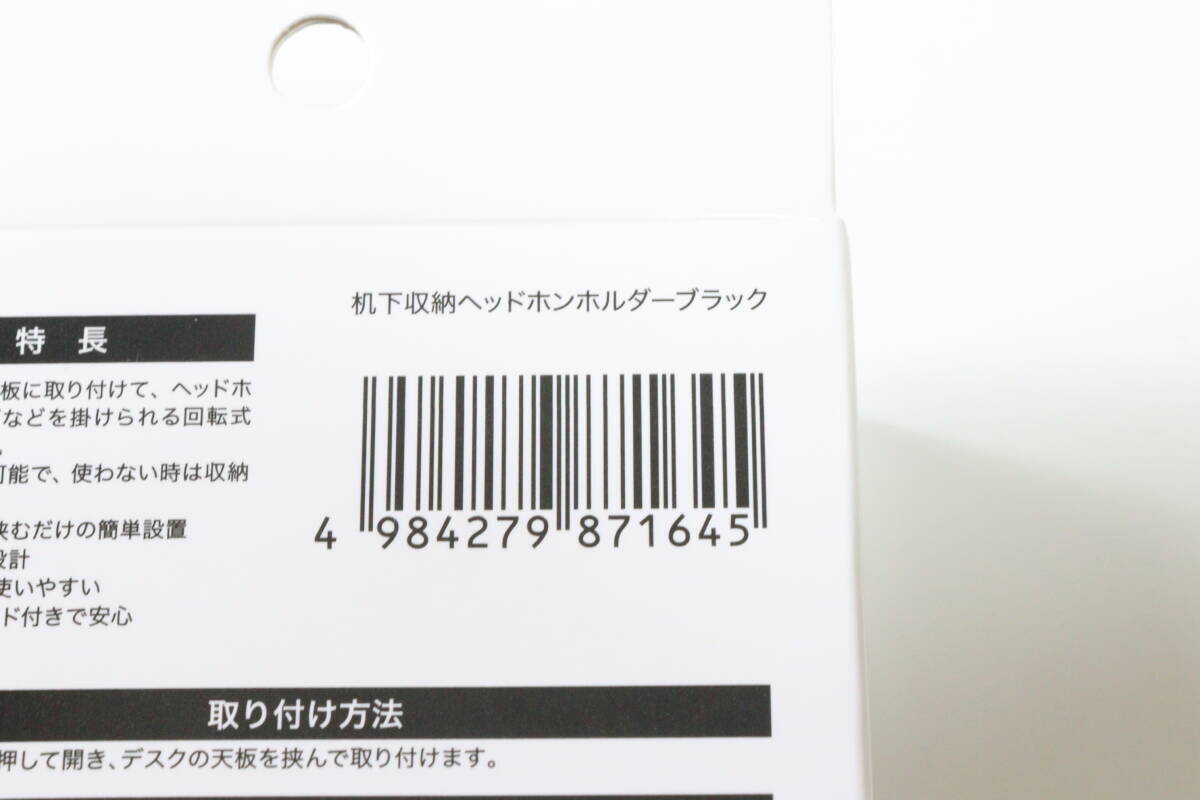 机下収納ヘッドホンホルダーブラック
特 長
板に取り付けて、ヘッドホ
などを掛けられる回転式
可能で、使わない時は収納
挟むだけの簡単設置
設計
使いやすい
ド付きで安心
4 984279 871645
取り付け方法
押して開き、デスクの天板を挟んで取り付けます。